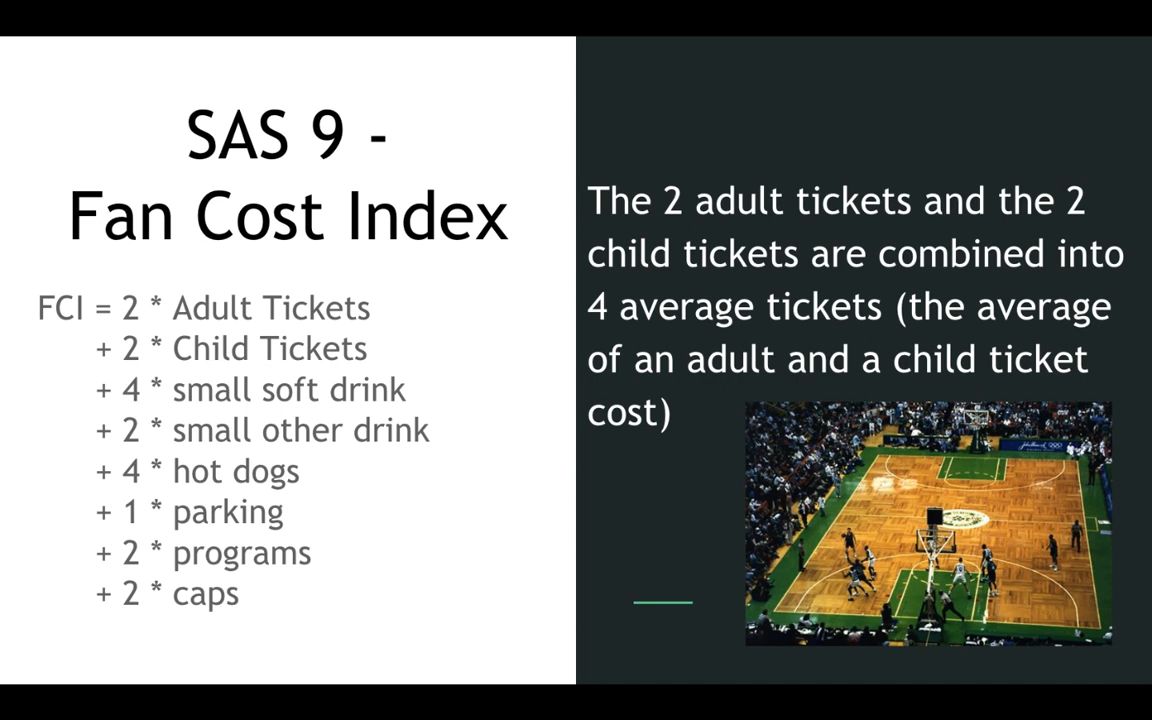 SAS 9 -
Fan Cost Index
FCI = 2 * Adult Tickets
+ 2 * Child Tickets
+ 4 * small soft drink
+ 2 * small other drink
+ 4 * hot dogs
+ 1 * parking
+ 2 * programs
+ 2 * caps
The 2 adult tickets and the 2
child tickets are combined into
4 average tickets (the average
of an adult and a child ticket
cost)